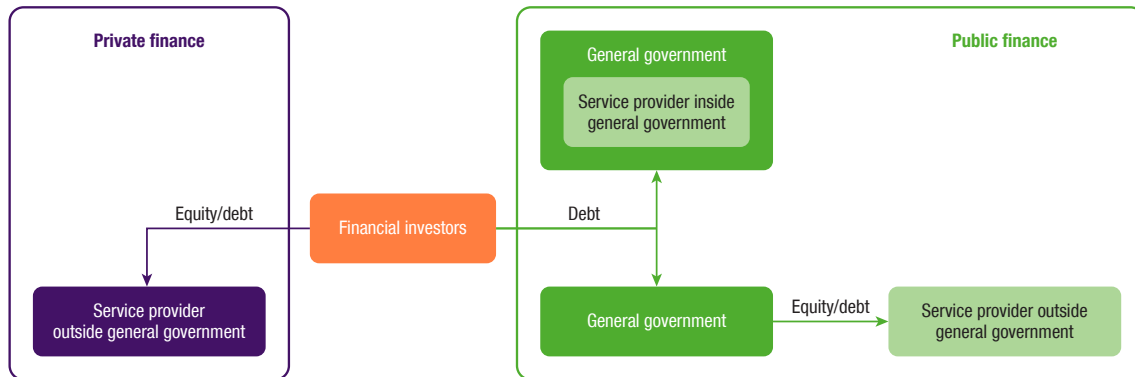 Private finance
Public finance
General government
Service provider inside
general government
Equity/debt
Financial investors
Debt
Service provider
outside general government
General government
Equity/debt
Service provider outside
general government